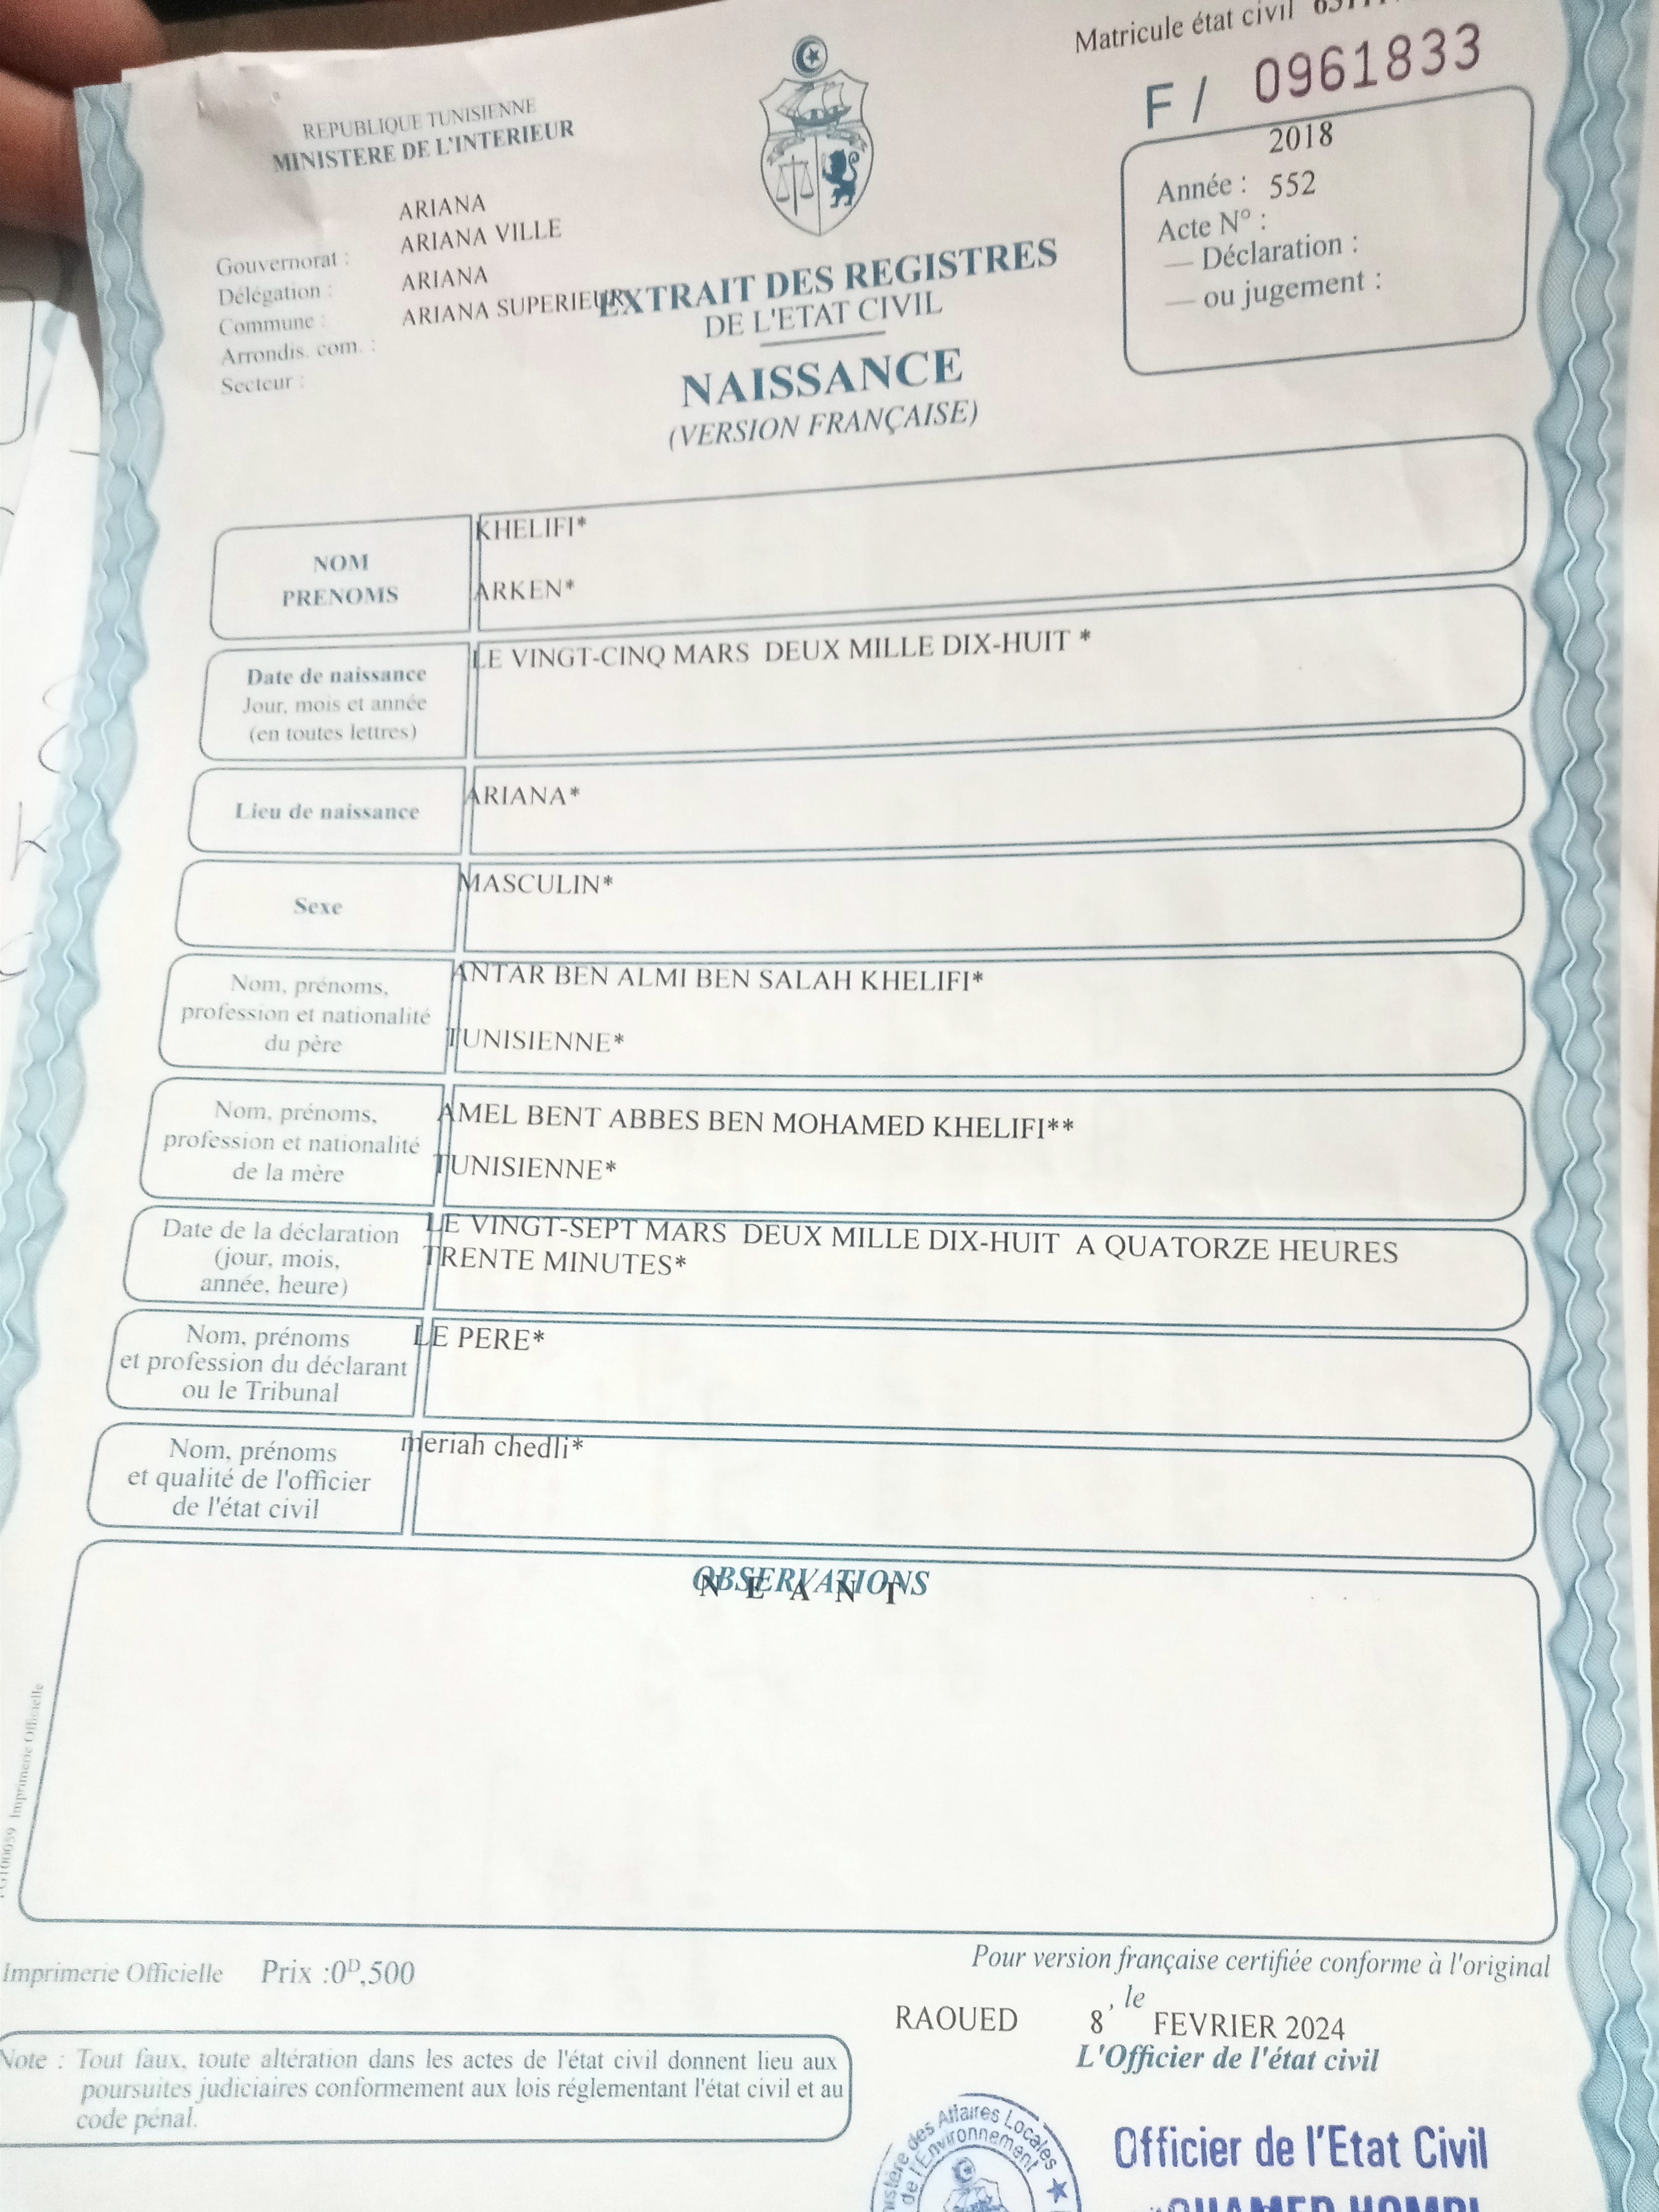 Matricule état civil
F / 0961833
REPUBLIQUE TUNISIENNE
MINISTERE DE L'INTERIEUR
2018
Année : 552
Acte N° :
— Déclaration :
— ou jugement :
ARIANA
ARIANA VILLE
ARIANA
ARIANA SUPERIEUR
Gouvernorat :
Délégation :
Commune :
Arrondis. com. :
Secteur :
EXTRAIT DES REGISTRES
DE L'ETAT CIVIL
NAISSANCE
(VERSION FRANÇAISE)
NOM
PRENOMS
KHELIFI*
ARKEN*
Date de naissance
Jour, mois et année
(en toutes lettres)
LE VINGT-CINQ MARS DEUX MILLE DIX-HUIT *
Lieu de naissance
ARIANA*
Sexe
MASCULIN*
Nom, prénoms,
profession et nationalité
du père
ANTAR BEN ALMI BEN SALAH KHELIFI*
TUNISIENNE*
Nom, prénoms,
profession et nationalité
de la mère
AMEL BENT ABBES BEN MOHAMED KHELIFI**
TUNISIENNE*
Date de la déclaration
(jour, mois,
année, heure)
LE VINGT-SEPT MARS DEUX MILLE DIX-HUIT A QUATORZE HEURES
TRENTE MINUTES*
Nom, prénoms
et profession du déclarant
ou le Tribunal
LE PERE*
Nom, prénoms
et qualité de l'officier
de l'état civil
meriah chedli*
OBSERVATIONS
N E A N T
Imprimerie Officielle
Imprimerie Officielle Prix :0D,500
Pour version française certifiée conforme à l'original
RAOUED 8 , le FEVRIER 2024
L'Officier de l'état civil
Note : Tout faux, toute altération dans les actes de l'état civil donnent lieu aux
poursuites judiciaires conformement aux lois réglementant l'état civil et au
code pénal.
des Affaires Locales
de l'Environnement
Officier de l'Etat Civil